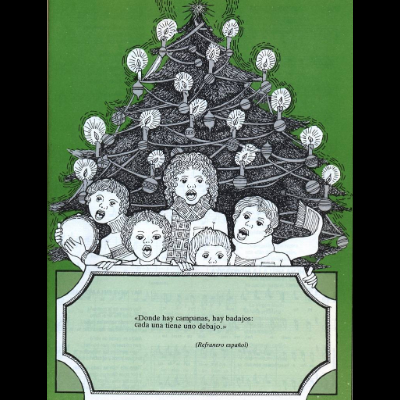 «Donde hay campanas, hay badajos:
cada una tiene uno debajo.»
(Refranero español)